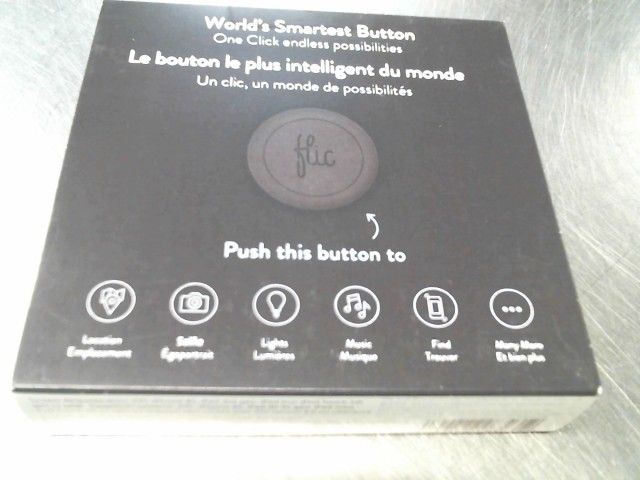 World's Smartest Button
One Click endless possibilities
Le bouton le plus intelligent du monde
Un clic, un monde de possibilités
flic
Push this button to
Location Selfie Lights Music Find Many More
Emplacement Égoportrait Lumières Musique Trouver Et bien plus